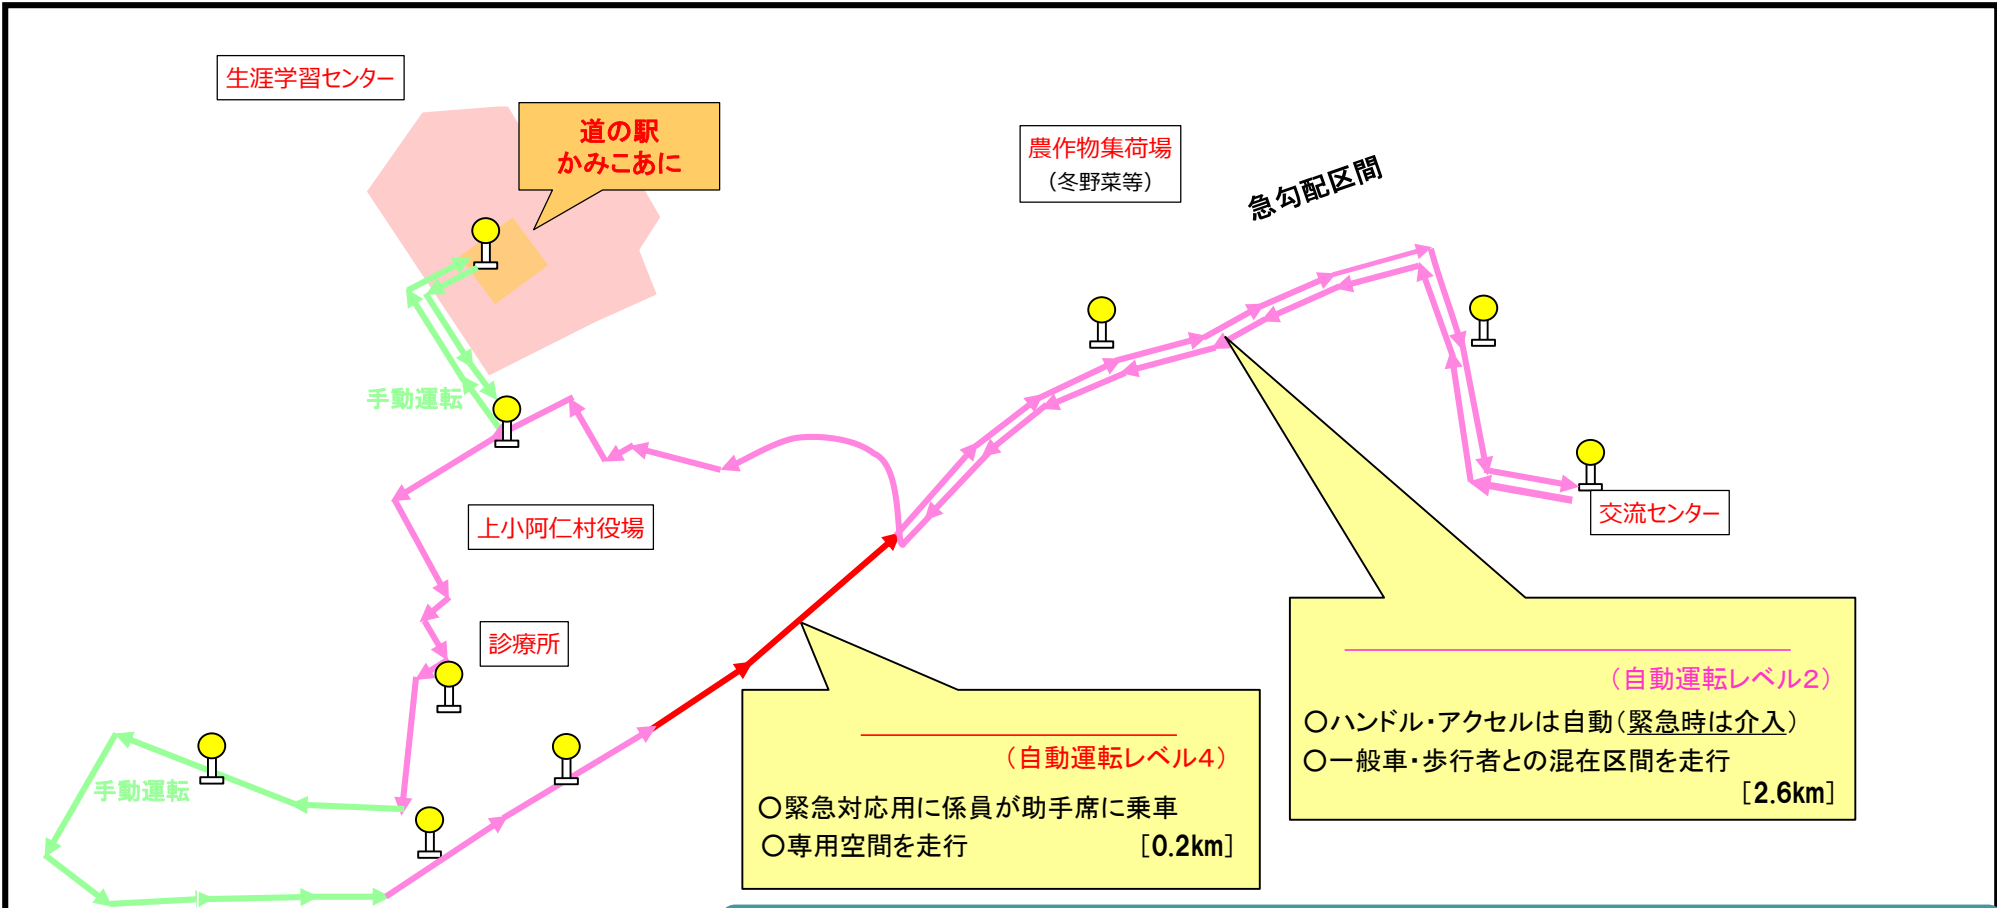 生涯学習センター
道の駅
かみこあに
農作物集荷場
（冬野菜等）
急勾配区間
手動運転
上小阿仁村役場
交流センター
診療所
（自動運転レベル２）
○ハンドル・アクセルは自動（緊急時は介入）
○一般車・歩行者との混在区間を走行
［2.6km］
（自動運転レベル４）
○緊急対応用に係員が助手席に乗車
○専用空間を走行 ［0.2km］
手動運転